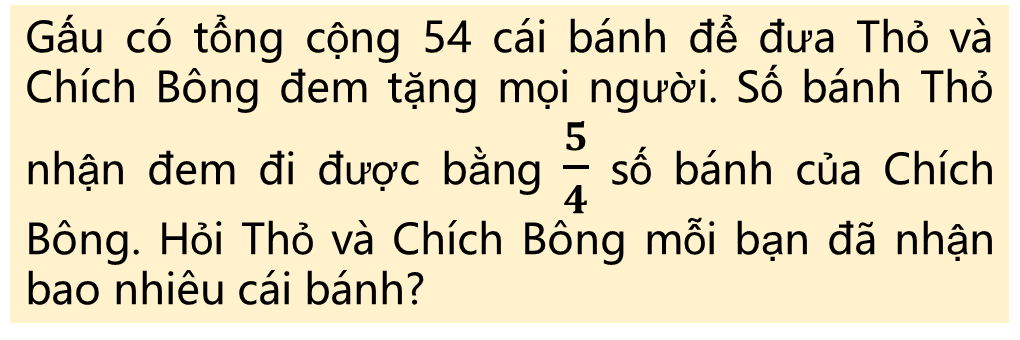 Gấu có tổng cộng 54 cái bánh để đưa Thỏ và
Chích Bông đem tặng mọi người. Số bánh Thỏ
nhận đem đi được bằng 5/4 số bánh của Chích
Bông. Hỏi Thỏ và Chích Bông mỗi bạn đã nhận
bao nhiêu cái bánh?